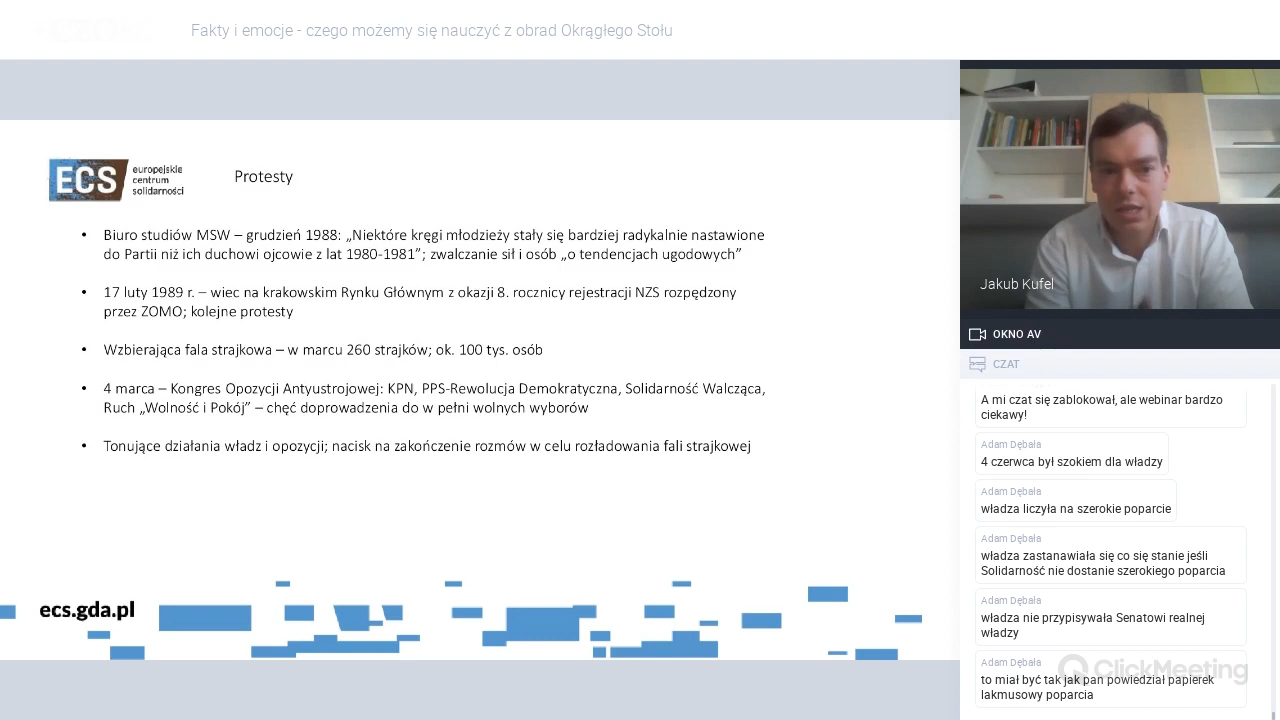 Fakty i emocje - czego możemy się nauczyć z obrad Okrągłego Stołu
ECS europejskie
centrum
solidarności
Protesty
• Biuro studiów MSW – grudzień 1988: „Niektóre kręgi młodzieży stały się bardziej radykalnie nastawione
do Partii niż ich duchowi ojcowie z lat 1980-1981”; zwalczanie sił i osób „o tendencjach ugodowych”
• 17 luty 1989 r. – wiec na krakowskim Rynku Głównym z okazji 8. rocznicy rejestracji NZS rozpędzony
przez ZOMO; kolejne protesty
• Wzbierająca fala strajkowa – w marcu 260 strajków; ok. 100 tys. osób
• 4 marca – Kongres Opozycji Antyustrojowej: KPN, PPS-Rewolucja Demokratyczna, Solidarność Walcząca,
Ruch „Wolność i Pokój” – chęć doprowadzenia do w pełni wolnych wyborów
• Tonujące działania władz i opozycji; nacisk na zakończenie rozmów w celu rozładowania fali strajkowej
ecs.gda.pl
Jakub Kufel
OKNO AV
CZAT
A mi czat się zablokował, ale webinar bardzo
ciekawy!
Adam Dębała
4 czerwca był szokiem dla władzy
Adam Dębała
władza liczyła na szerokie poparcie
Adam Dębała
władza zastanawiała się co się stanie jeśli
Solidarność nie dostanie szerokiego poparcia
Adam Dębała
władza nie przypisywała Senatowi realnej
władzy
Adam Dębała
to miał być tak jak pan powiedział papierek
lakmusowy poparcia
ClickMeeting